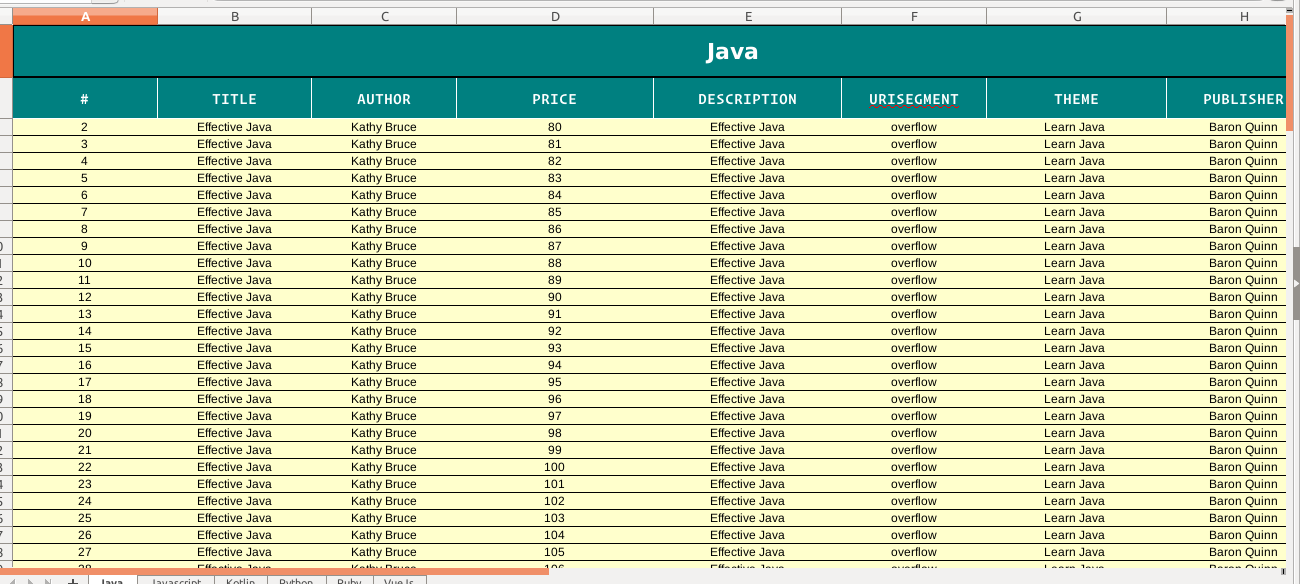 A B C D E F G H
Java
# TITLE AUTHOR PRICE DESCRIPTION URISEGMENT THEME PUBLISHER
2 Effective Java Kathy Bruce 80 Effective Java overflow Learn Java Baron Quinn
3 Effective Java Kathy Bruce 81 Effective Java overflow Learn Java Baron Quinn
4 Effective Java Kathy Bruce 82 Effective Java overflow Learn Java Baron Quinn
5 Effective Java Kathy Bruce 83 Effective Java overflow Learn Java Baron Quinn
6 Effective Java Kathy Bruce 84 Effective Java overflow Learn Java Baron Quinn
7 Effective Java Kathy Bruce 85 Effective Java overflow Learn Java Baron Quinn
8 Effective Java Kathy Bruce 86 Effective Java overflow Learn Java Baron Quinn
9 Effective Java Kathy Bruce 87 Effective Java overflow Learn Java Baron Quinn
10 Effective Java Kathy Bruce 88 Effective Java overflow Learn Java Baron Quinn
11 Effective Java Kathy Bruce 89 Effective Java overflow Learn Java Baron Quinn
12 Effective Java Kathy Bruce 90 Effective Java overflow Learn Java Baron Quinn
13 Effective Java Kathy Bruce 91 Effective Java overflow Learn Java Baron Quinn
14 Effective Java Kathy Bruce 92 Effective Java overflow Learn Java Baron Quinn
15 Effective Java Kathy Bruce 93 Effective Java overflow Learn Java Baron Quinn
16 Effective Java Kathy Bruce 94 Effective Java overflow Learn Java Baron Quinn
17 Effective Java Kathy Bruce 95 Effective Java overflow Learn Java Baron Quinn
18 Effective Java Kathy Bruce 96 Effective Java overflow Learn Java Baron Quinn
19 Effective Java Kathy Bruce 97 Effective Java overflow Learn Java Baron Quinn
20 Effective Java Kathy Bruce 98 Effective Java overflow Learn Java Baron Quinn
21 Effective Java Kathy Bruce 99 Effective Java overflow Learn Java Baron Quinn
22 Effective Java Kathy Bruce 100 Effective Java overflow Learn Java Baron Quinn
23 Effective Java Kathy Bruce 101 Effective Java overflow Learn Java Baron Quinn
24 Effective Java Kathy Bruce 102 Effective Java overflow Learn Java Baron Quinn
25 Effective Java Kathy Bruce 103 Effective Java overflow Learn Java Baron Quinn
26 Effective Java Kathy Bruce 104 Effective Java overflow Learn Java Baron Quinn
27 Effective Java Kathy Bruce 105 Effective Java overflow Learn Java Baron Quinn
Java Javascript Kotlin Python Ruby VueJs